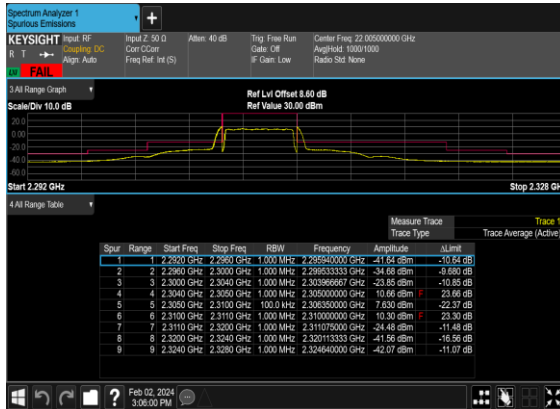 Spectrum Analyzer 1
Spurious Emissions
KEYSIGHT Input: RF Input Z: 50 Ω Atten: 40 dB Trig: Free Run Center Freq: 22.005000000 GHz
R T Coupling: DC Corr CCorr Gate: Off Avg|Hold: 1000/1000
Align: Auto Freq Ref: Int (S) IF Gain: Low Radio Std: None
FAIL
3 All Range Graph Ref Lvl Offset 8.60 dB
Scale/Div 10.0 dB Ref Value 30.00 dBm
20.0
0.00
-20.0
-40.0
-60.0
Start 2.292 GHz Stop 2.328 GH
4 All Range Table
Measure Trace Trace 1
Trace Type Trace Average (Active)
Spur Range Start Freq Stop Freq RBW Frequency Amplitude ΔLimit
1 1 2.2920 GHz 2.2960 GHz 1.000 MHz 2.295940000 GHz -41.64 dBm -10.64 dB
2 2 2.2960 GHz 2.3000 GHz 1.000 MHz 2.299533333 GHz -34.68 dBm -9.680 dB
3 3 2.3000 GHz 2.3040 GHz 1.000 MHz 2.303966667 GHz -23.85 dBm -10.85 dB
4 4 2.3040 GHz 2.3050 GHz 1.000 MHz 2.305000000 GHz 10.66 dBm F 23.66 dB
5 5 2.3050 GHz 2.3100 GHz 100.0 kHz 2.306350000 GHz 7.630 dBm -22.37 dB
6 6 2.3100 GHz 2.3110 GHz 1.000 MHz 2.310000000 GHz 10.30 dBm F 23.30 dB
7 7 2.3110 GHz 2.3200 GHz 1.000 MHz 2.311075000 GHz -24.48 dBm -11.48 dB
8 8 2.3200 GHz 2.3240 GHz 1.000 MHz 2.320113333 GHz -41.56 dBm -16.56 dB
9 9 2.3240 GHz 2.3280 GHz 1.000 MHz 2.324640000 GHz -42.07 dBm -11.07 dB
Feb 02, 2024
3:06:00 PM